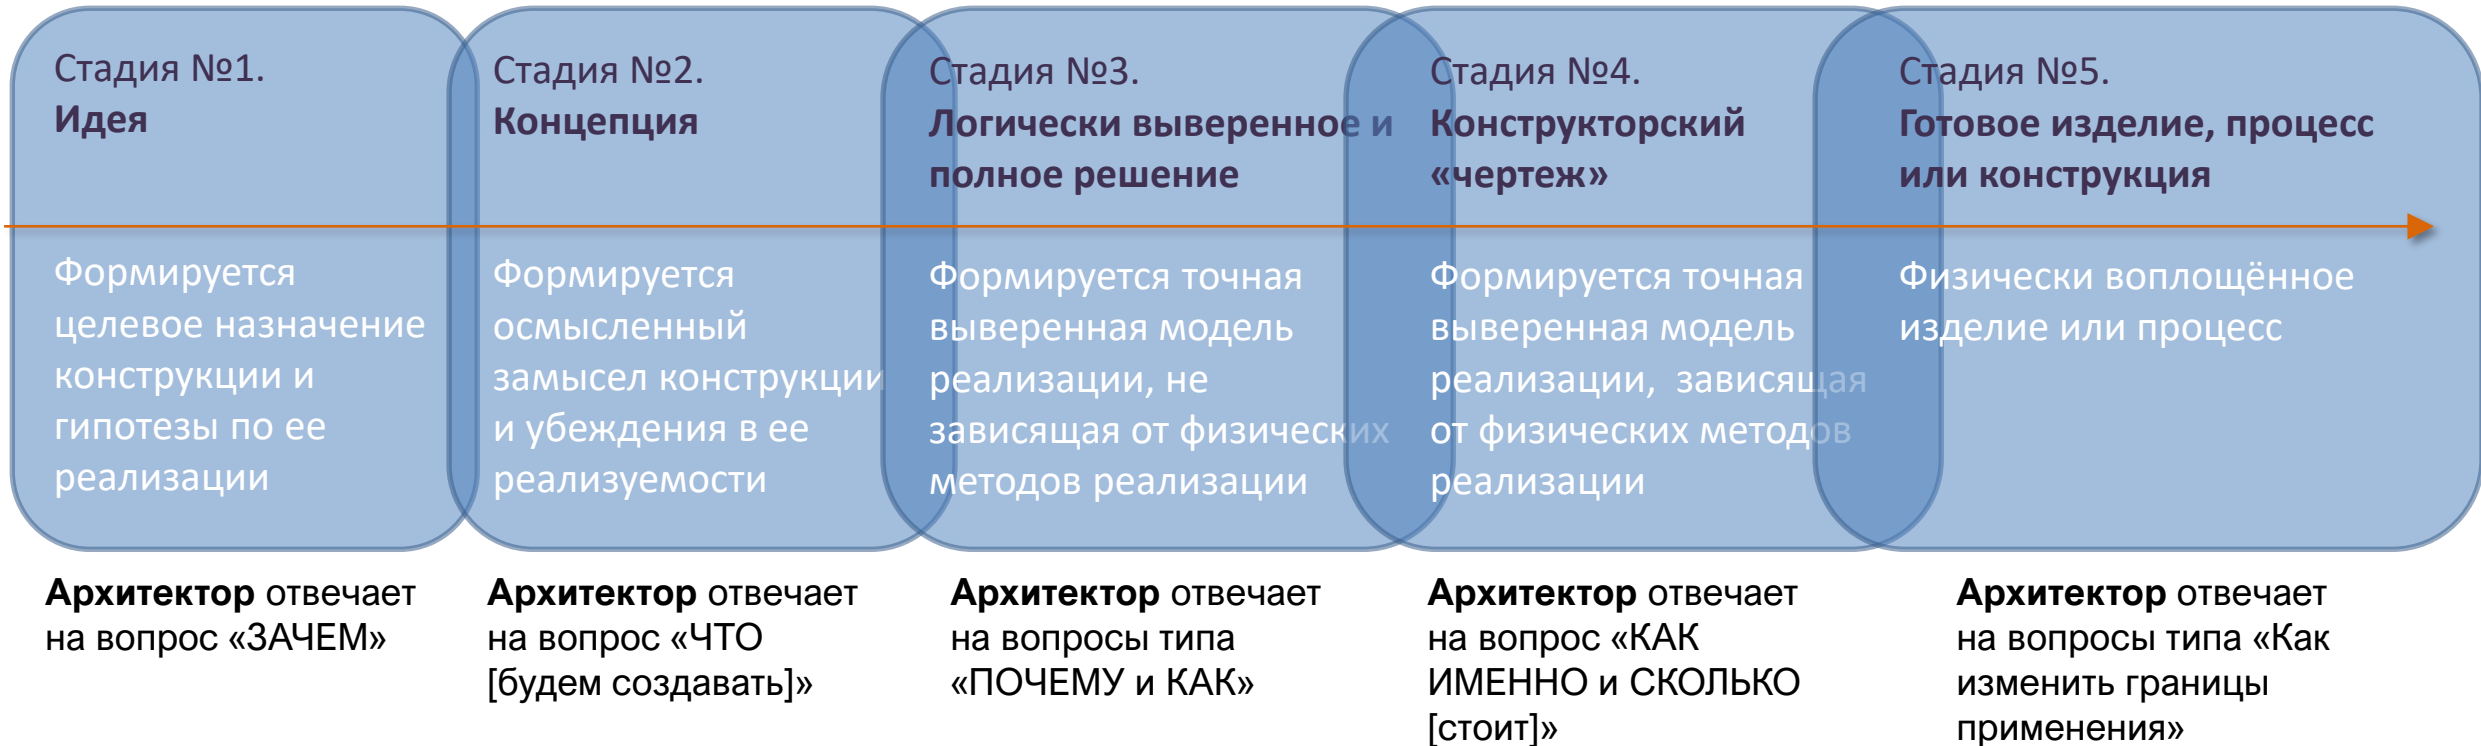 Стадия №1.
Идея
Формируется
целевое назначение
конструкции и
гипотезы по ее
реализации
Архитектор отвечает
на вопрос «ЗАЧЕМ»
Стадия №2.
Концепция
Формируется
осмысленный
замысел конструкции
и убеждения в ее
реализуемости
Архитектор отвечает
на вопрос «ЧТО
[будем создавать]»
Стадия №3.
Логически выверенное и
полное решение
Формируется точная
выверенная модель
реализации, не
зависящая от физических
методов реализации
Архитектор отвечает
на вопросы типа
«ПОЧЕМУ и КАК»
Стадия №4.
Конструкторский
«чертеж»
Формируется точная
выверенная модель
реализации, зависящая
от физических методов
реализации
Архитектор отвечает
на вопрос «КАК
ИМЕННО и СКОЛЬКО
[стоит]»
Стадия №5.
Готовое изделие, процесс
или конструкция
Физически воплощённое
изделие или процесс
Архитектор отвечает
на вопросы типа «Как
изменить границы
применения»